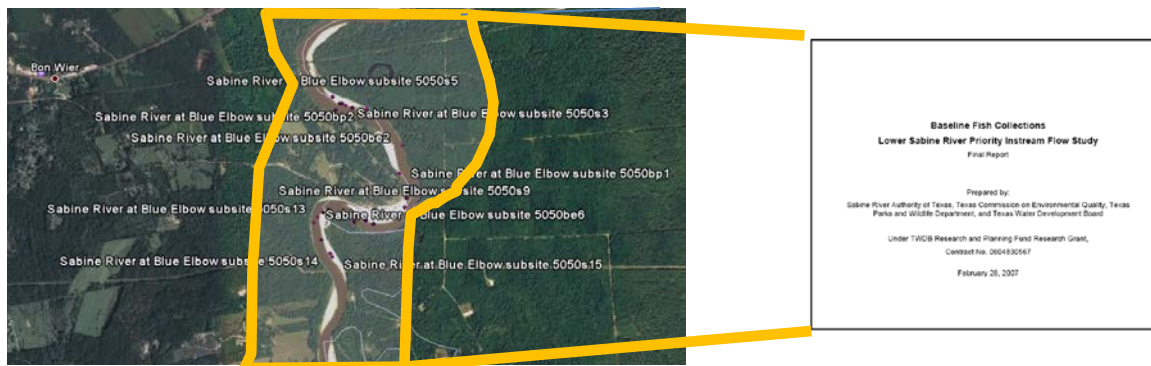 Bon Wier
Sabine River at Blue Elbow subsite 5050s5
Sabine River at Blue Elbow subsite 5050bp2
Sabine River at Blue Elbow subsite 5050s3
Sabine River at Blue Elbow subsite 5050be2
Sabine River at Blue Elbow subsite 5050bp1
Sabine River at Blue Elbow subsite 5050s9
Sabine River at Blue Elbow subsite 5050s13
Sabine River Blue Elbow subsite 5050be6
Sabine River at Blue Elbow subsite 5050s14
Sabine River at Blue Elbow subsite 5050s15
Baseline Fish Collections
Lower Sabine River Priority Instream Flow Study
Final Report
Prepared by:
Sabine River Authority of Texas, Texas Commission on Environmental Quality, Texas
Parks and Wildlife Department, and Texas Water Development Board
Under TWDB Research and Planning Fund Research Grant,
Contract No. 0604830567
February 28, 2007